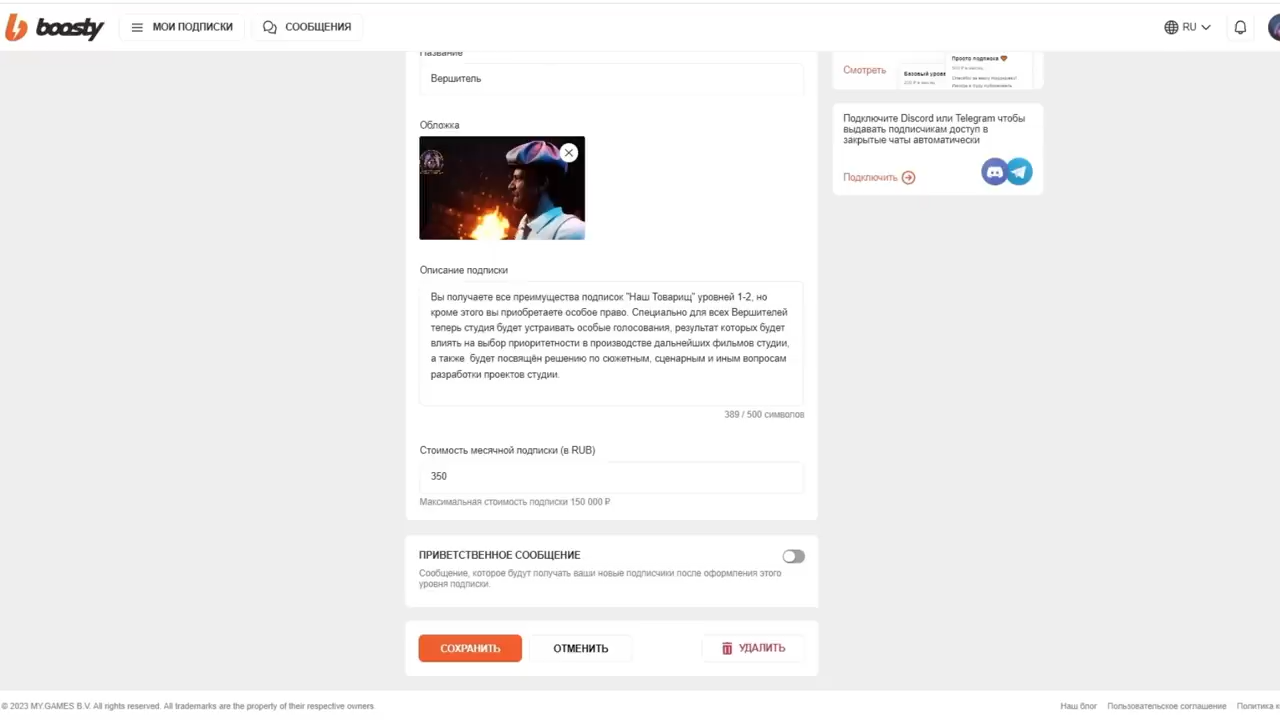 boosty
МОИ ПОДПИСКИ
СООБЩЕНИЯ
RU
Название
Вершитель
Обложка
Описание подписки
Вы получаете все преимущества подписок "Наш Товарищ" уровней 1-2, но
кроме этого вы приобретаете особое право. Специально для всех Вершителей
теперь студия будет устраивать особые голосования, результат которых будет
влиять на выбор приоритетности в производстве дальнейших фильмов студии,
а также  будет посвящён решению по сюжетным, сценарным и иным вопросам
разработки проектов студии.
389 / 500 символов
Стоимость месячной подписки (в RUB)
350
Максимальная стоимость подписки 150 000 ₽
ПРИВЕТСТВЕННОЕ СООБЩЕНИЕ
Сообщение, которое будут получать ваши новые подписчики после оформления этого
уровня подписки.
СОХРАНИТЬ
ОТМЕНИТЬ
УДАЛИТЬ
Смотреть
Базовый уровe
Просто подписка
Подключите Discord или Telegram чтобы
выдавать подписчикам доступ в
закрытые чаты автоматически
Подключить
© 2023 MY.GAMES B.V. All rights reserved. All trademarks are the property of their respective owners.
Наш блог
Пользовательское соглашение
Политика к